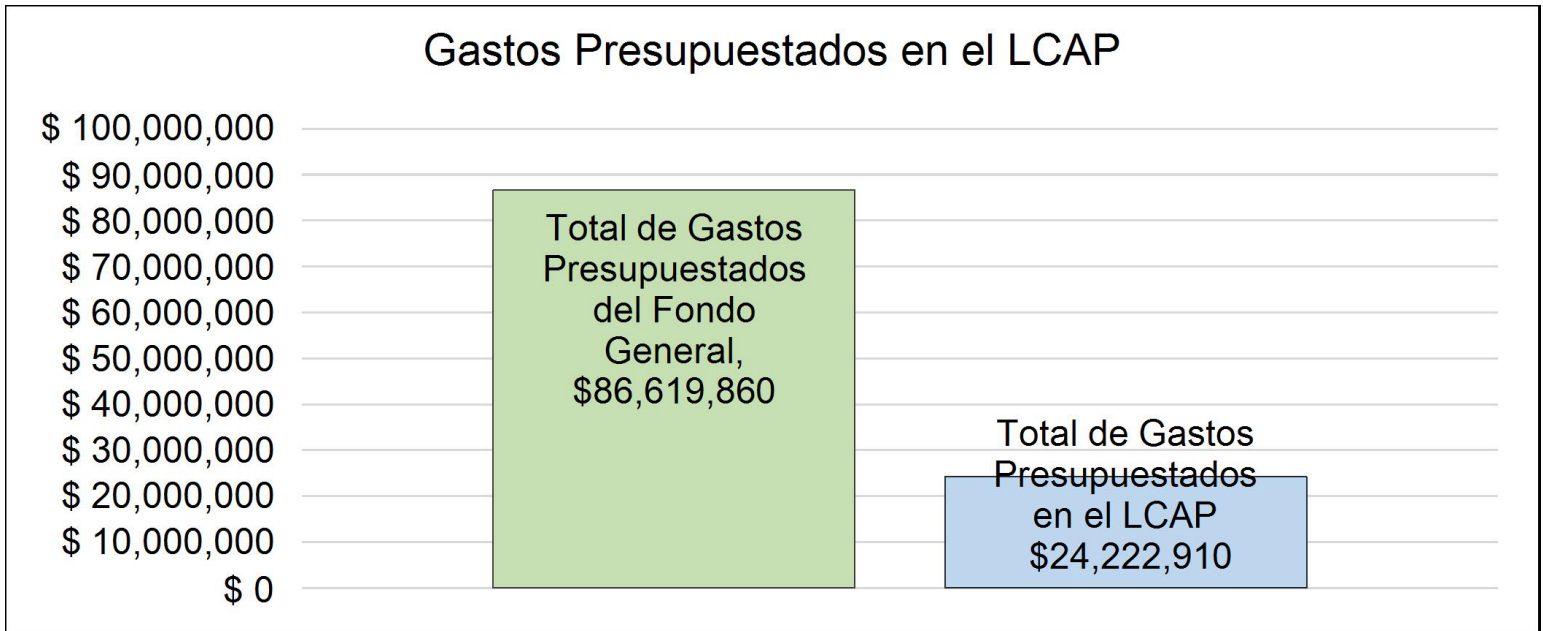 Gastos Presupuestados en el LCAP
$ 100,000,000
$ 90,000,000
$ 80,000,000
$ 70,000,000
$ 60,000,000
$ 50,000,000
$ 40,000,000
$ 30,000,000
$ 20,000,000
$ 10,000,000
$ 0
Total de Gastos
Presupuestados
del Fondo
General,
$86,619,860
Total de Gastos
Presupuestados
en el LCAP
$24,222,910